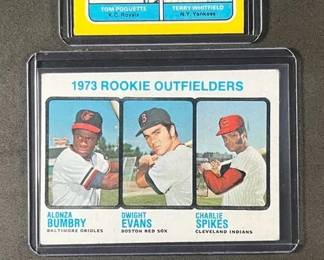 TOM POQUETTE TERRY WHITFIELD
K.C. Royals N.Y. Yankees
1973 ROOKIE OUTFIELDERS
ALONZA
BUMBRY
BALTIMORE ORIOLES
DWIGHT
EVANS
BOSTON RED SOX
CHARLIE
SPIKES
CLEVELAND INDIANS